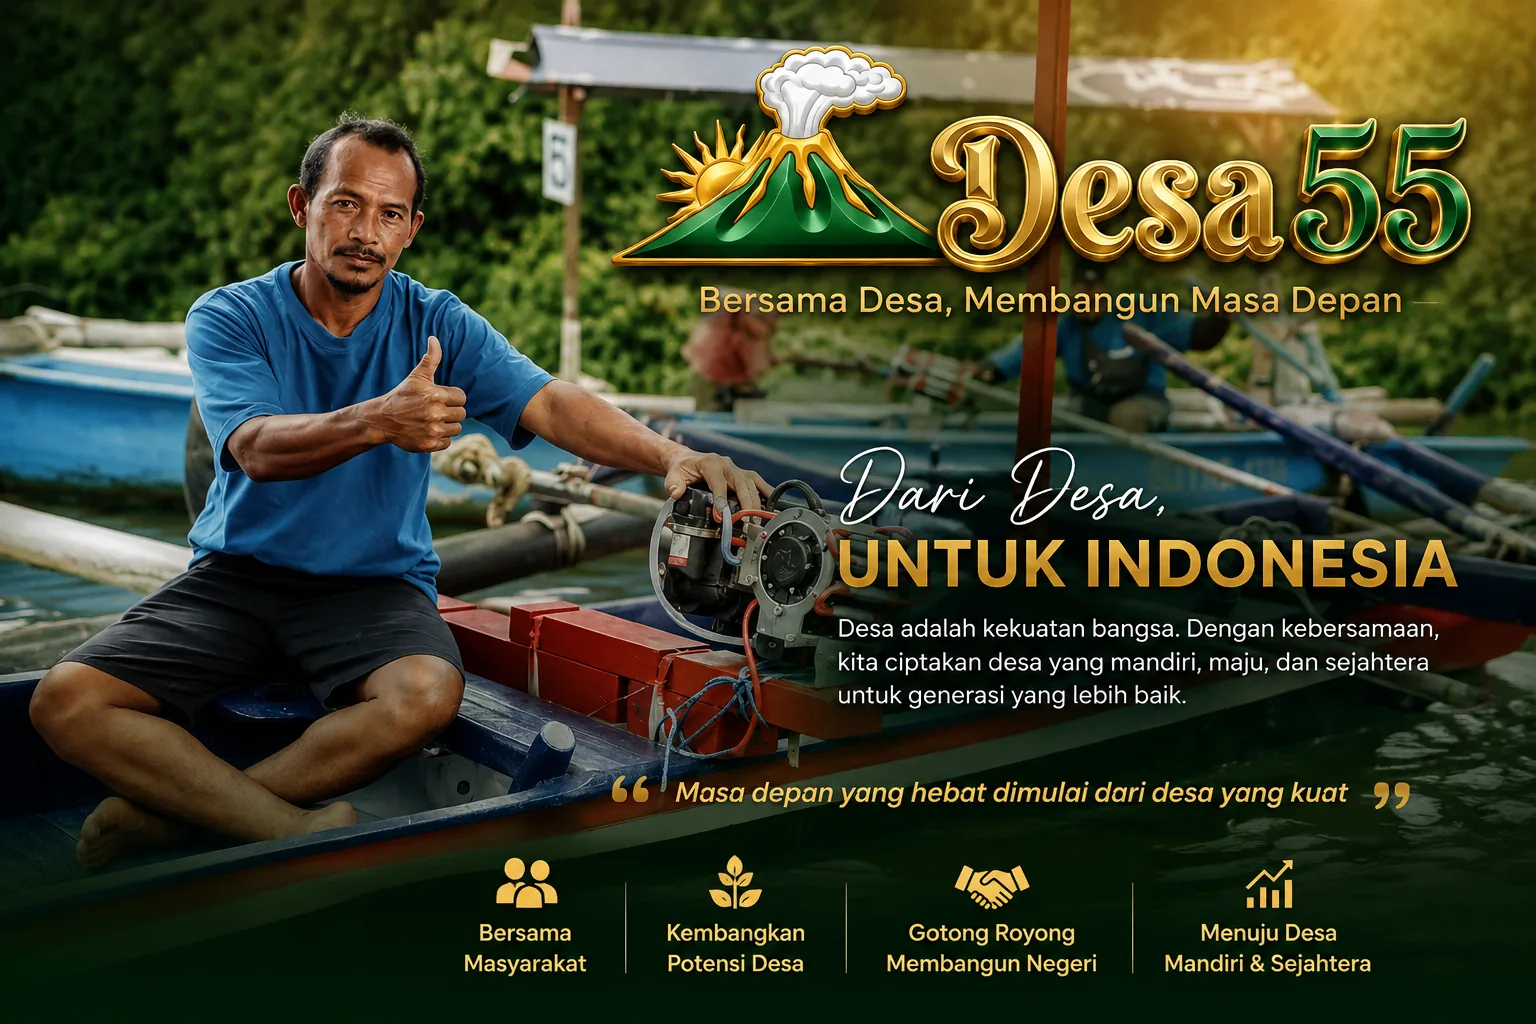 5
Desa55
Bersama Desa, Membangun Masa Depan
Dari Desa,
UNTUK INDONESIA
Desa adalah kekuatan bangsa. Dengan kebersamaan,
kita ciptakan desa yang mandiri, maju, dan sejahtera
untuk generasi yang lebih baik.
“ Masa depan yang hebat dimulai dari desa yang kuat ”
Bersama
Masyarakat
Kembangkan
Potensi Desa
Gotong Royong
Membangun Negeri
Menuju Desa
Mandiri & Sejahtera